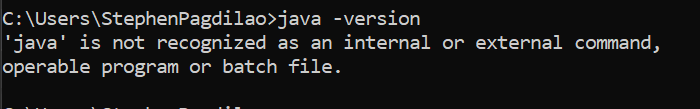 C:\Users\StephenPagdilao>java -version
'java' is not recognized as an internal or external command,
operable program or batch file.